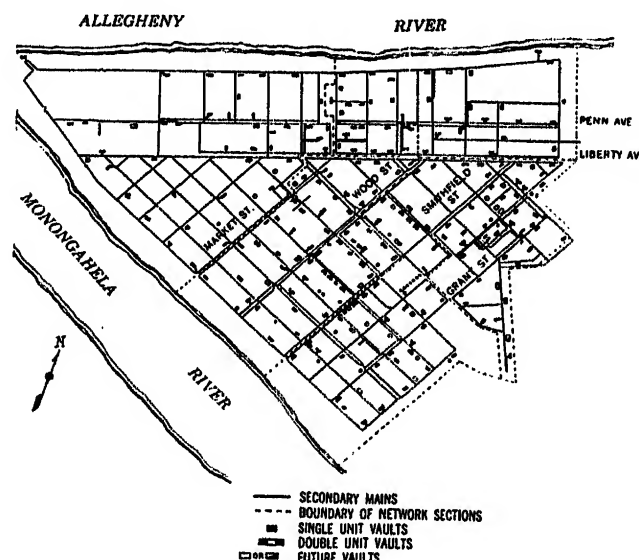 ALLEGHENY RIVER
PENN AVE
LIBERTY AV
MARKET ST.
WOOD ST
SMITHFIELD ST
GRANT ST
MONONGAHELA RIVER
N
SECONDARY MAINS
BOUNDARY OF NETWORK SECTIONS
SINGLE UNIT VAULTS
DOUBLE UNIT VAULTS
OR FUTURE VAULTS